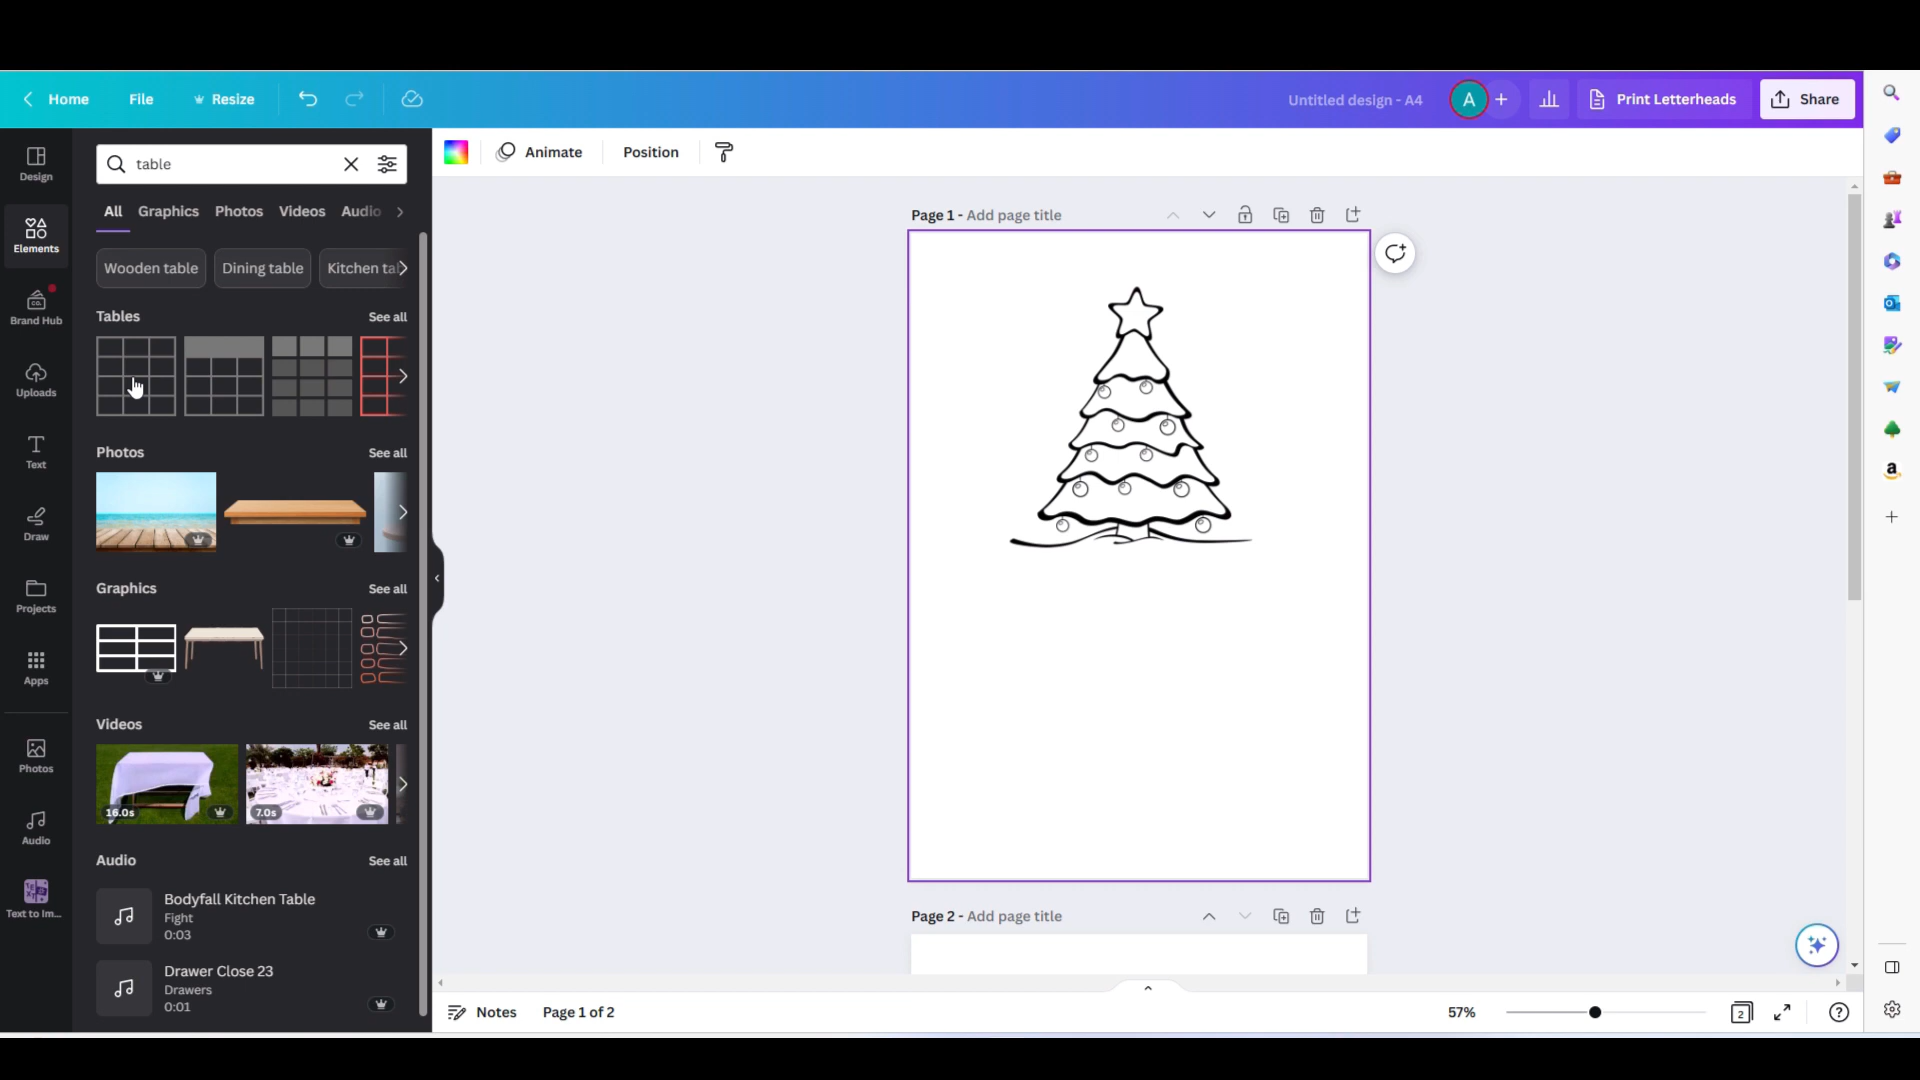 Home
File
Resize
Untitled design - A4
A
Print Letterheads
Share
Design
Elements
Brand Hub
CO.
Uploads
Text
Draw
Projects
Apps
Photos
Audio
Text to Im...
table
All
Graphics
Photos
Videos
Audio
Wooden table
Dining table
Kitchen ta
Tables
See all
Photos
See all
Graphics
See all
Videos
See all
16.0s
7.0s
Audio
See all
Bodyfall Kitchen Table
Fight
0:03
Drawer Close 23
Drawers
0:01
Animate
Position
Page 1 - Add page title
Page 2 - Add page title
Notes
Page 1 of 2
57%
2
?
a